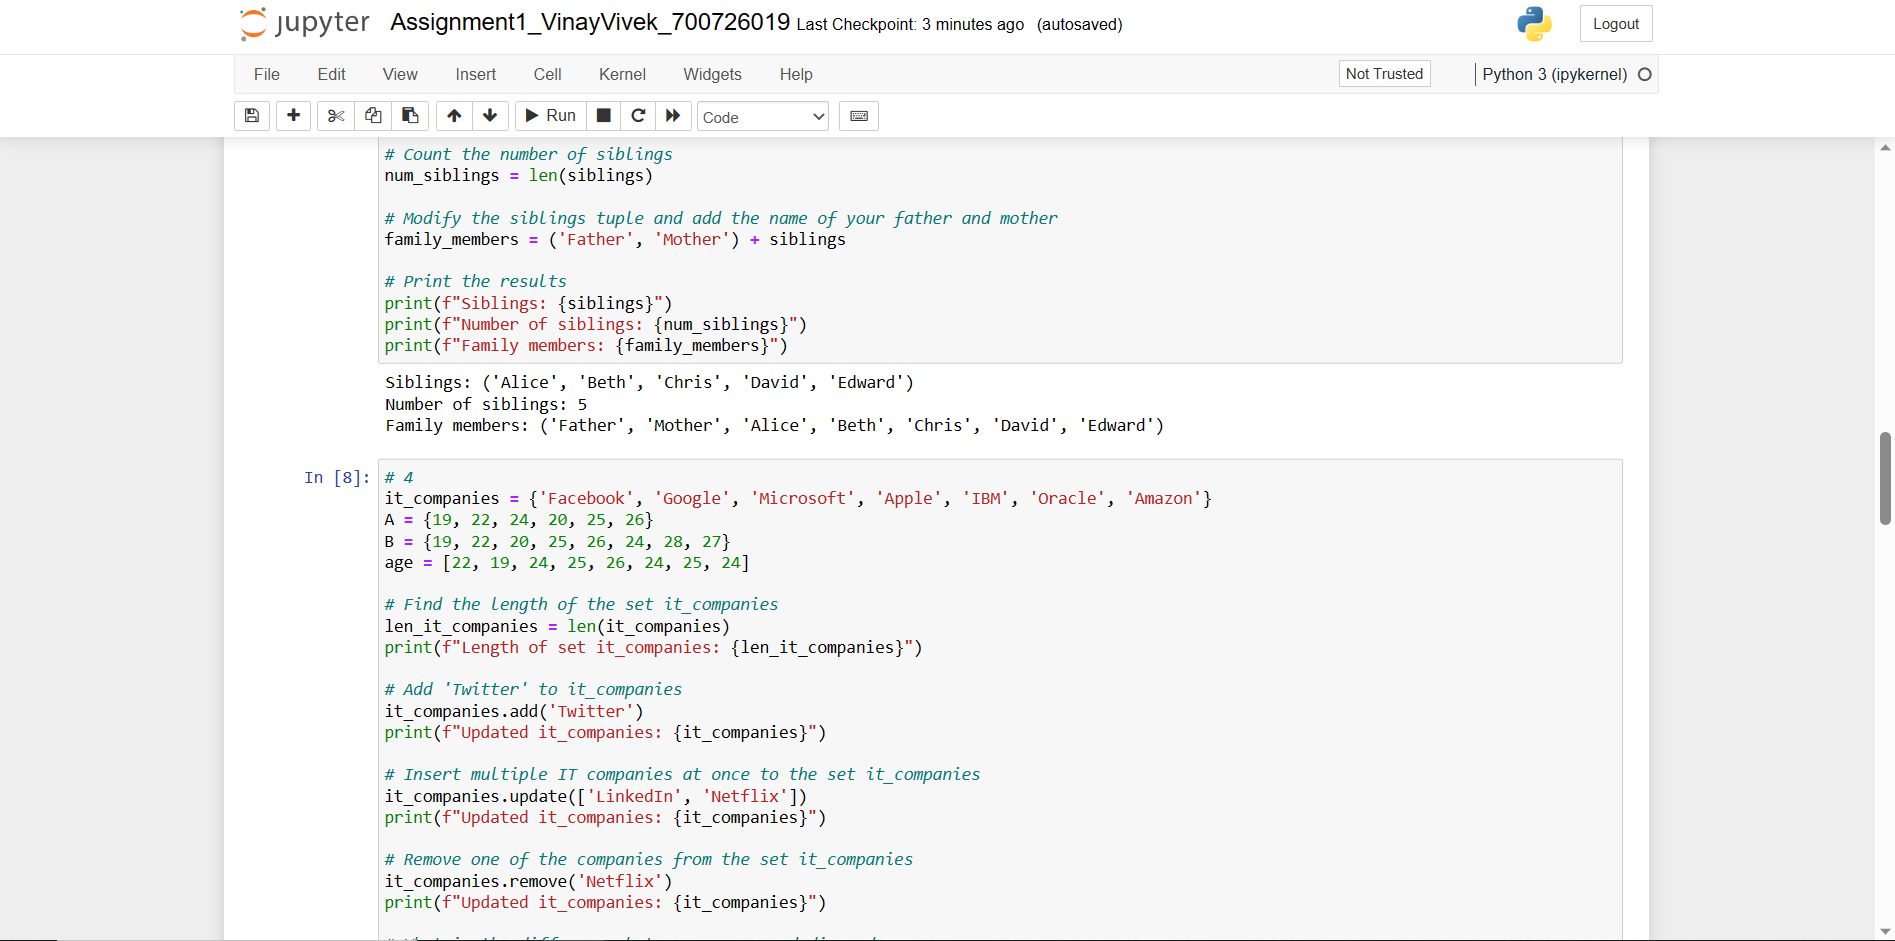 jupyter Assignment1_VinayVivek_700726019 Last Checkpoint: 3 minutes ago (autosaved) Logout
File Edit View Insert Cell Kernel Widgets Help Not Trusted Python 3 (ipykernel)
Run Code
# Count the number of siblings
num_siblings = len(siblings)
# Modify the siblings tuple and add the name of your father and mother
family_members = ('Father', 'Mother') + siblings
# Print the results
print(f"Siblings: {siblings}")
print(f"Number of siblings: {num_siblings}")
print(f"Family members: {family_members}")
Siblings: ('Alice', 'Beth', 'Chris', 'David', 'Edward')
Number of siblings: 5
Family members: ('Father', 'Mother', 'Alice', 'Beth', 'Chris', 'David', 'Edward')
In [8]: # 4
it_companies = {'Facebook', 'Google', 'Microsoft', 'Apple', 'IBM', 'Oracle', 'Amazon'}
A = {19, 22, 24, 20, 25, 26}
B = {19, 22, 20, 25, 26, 24, 28, 27}
age = [22, 19, 24, 25, 26, 24, 25, 24]
# Find the length of the set it_companies
len_it_companies = len(it_companies)
print(f"Length of set it_companies: {len_it_companies}")
# Add 'Twitter' to it_companies
it_companies.add('Twitter')
print(f"Updated it_companies: {it_companies}")
# Insert multiple IT companies at once to the set it_companies
it_companies.update(['LinkedIn', 'Netflix'])
print(f"Updated it_companies: {it_companies}")
# Remove one of the companies from the set it_companies
it_companies.remove('Netflix')
print(f"Updated it_companies: {it_companies}")